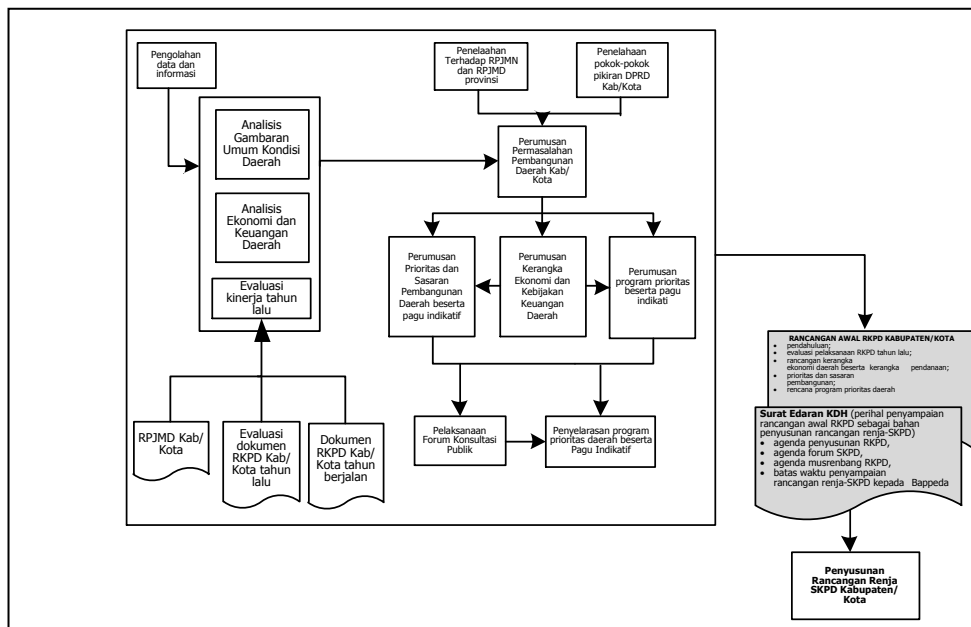 Pengolahan
data dan
informasi
Penelaahan
Terhadap RPJMN
dan RPJMD
provinsi
Penelahaan
pokok-pokok
pikiran DPRD
Kab/Kota
Analisis
Gambaran
Umum Kondisi
Daerah
Analisis
Ekonomi dan
Keuangan
Daerah
Evaluasi
kinerja tahun
lalu
Perumusan
Permasalahan
Pembangunan
Daerah Kab/
Kota
Perumusan
Prioritas dan
Sasaran
Pembangunan
Daerah beserta
pagu indikatif
Perumusan
Kerangka
Ekonomi dan
Kebijakan
Keuangan
Daerah
Perumusan
program prioritas
beserta pagu
indikati
RPJMD Kab/
Kota
Evaluasi
dokumen
RKPD Kab/
Kota tahun
lalu
Dokumen
RKPD Kab/
Kota tahun
berjalan
Pelaksanaan
Forum Konsultasi
Publik
Penyelarasan program
prioritas daerah beserta
Pagu Indikatif
RANCANGAN AWAL RKPD KABUPATEN/KOTA
• pendahuluan;
• evaluasi pelaksanaan RKPD tahun lalu;
• rancangan kerangka
ekonomi daerah beserta kerangka pendanaan;
• prioritas dan sasaran
pembangunan;
• rencana program prioritas daerah
Surat Edaran KDH (perihal penyampaian
rancangan awal RKPD sebagai bahan
penyusunan rancangan renja-SKPD)
• agenda penyusunan RKPD,
• agenda forum SKPD,
• agenda musrenbang RKPD,
• batas waktu penyampaian
rancangan renja-SKPD kepada Bappeda
Penyusunan
Rancangan Renja
SKPD Kabupaten/
Kota